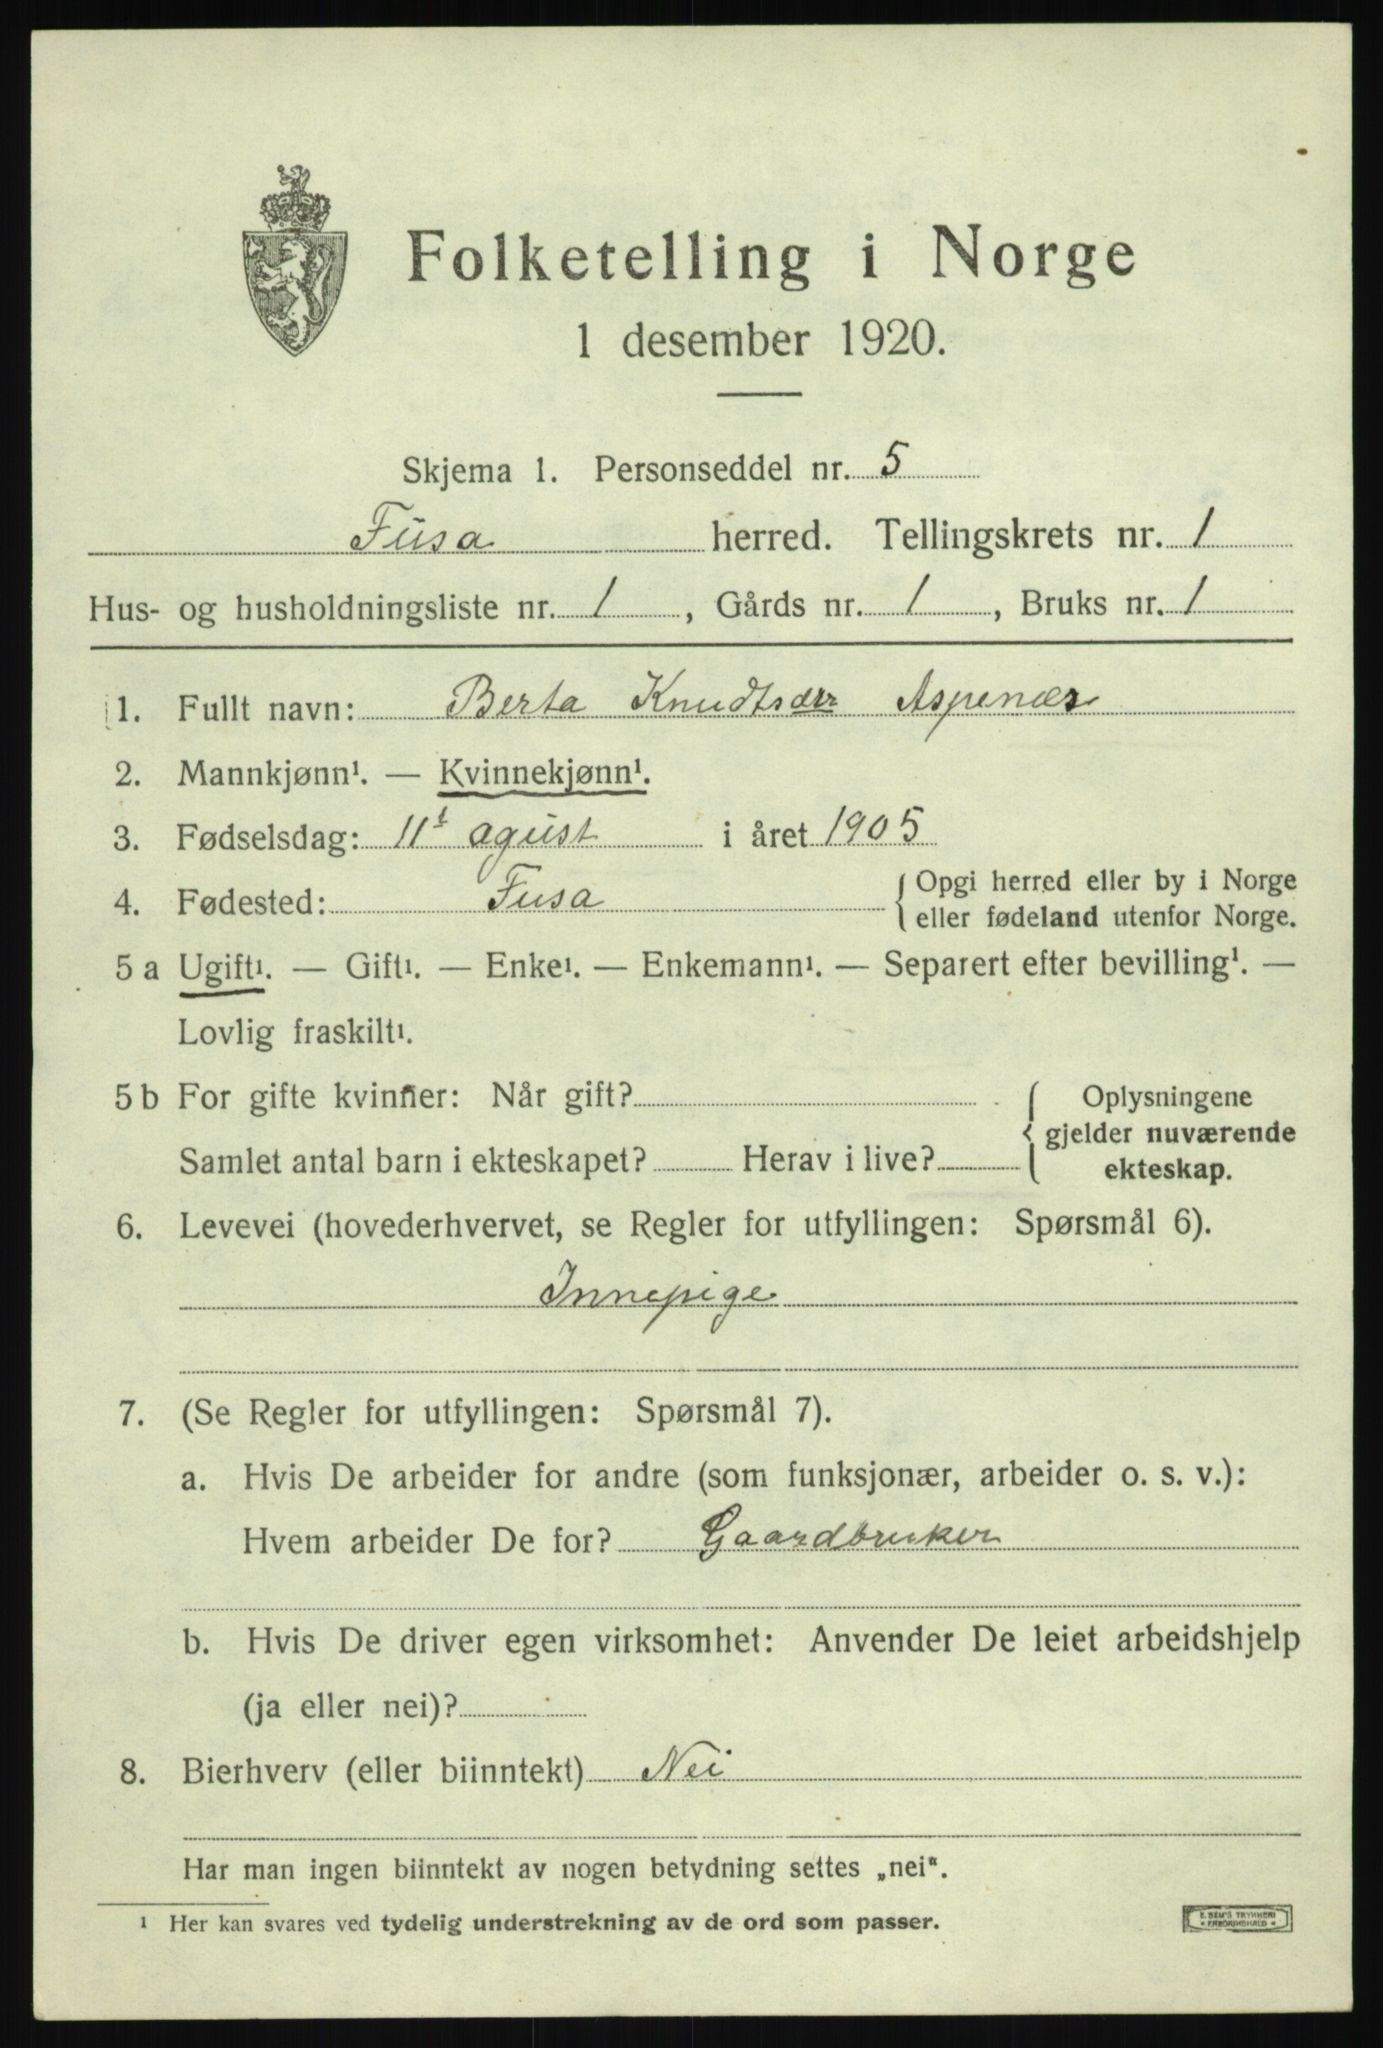 Folketelling i Norge
1 desember 1920.
Skjema 1. Personseddel nr. 5
Fusa herred. Tellingskrets nr. 1
Hus- og husholdningsliste nr. 1, Gårds nr. 1, Bruks nr. 1
1. Fullt navn: Berta Aspenæs
2. Mannkjønn¹. — Kvinnekjønn¹.
3. Fødselsdag: 11t agust i året 1905
4. Fødested: Fusa { Opgi herred eller by i Norge
eller fødeland utenfor Norge.
5 a Ugift¹. — Gift¹. — Enke¹. — Enkemann¹. — Separert efter bevilling¹. —
Lovlig fraskilt¹.
5 b For gifte kvinner: Når gift? { Oplysningene
gjelder nuværende
Samlet antal barn i ekteskapet? Herav i live?
ekteskap.
6. Levevei (hovederhvervet, se Regler for utfyllingen: Spørsmål 6).
Innepige
7. (Se Regler for utfyllingen: Spørsmål 7).
a. Hvis De arbeider for andre (som funksjonær, arbeider o. s. v.):
Hvem arbeider De for? Gaardbruker
b. Hvis De driver egen virksomhet: Anvender De leiet arbeidshjelp
(ja eller nei)?
8. Bierhverv (eller biinntekt) Nei
Har man ingen biinntekt av nogen betydning settes „nei“.
¹ Her kan svares ved tydelig understrekning av de ord som passer.